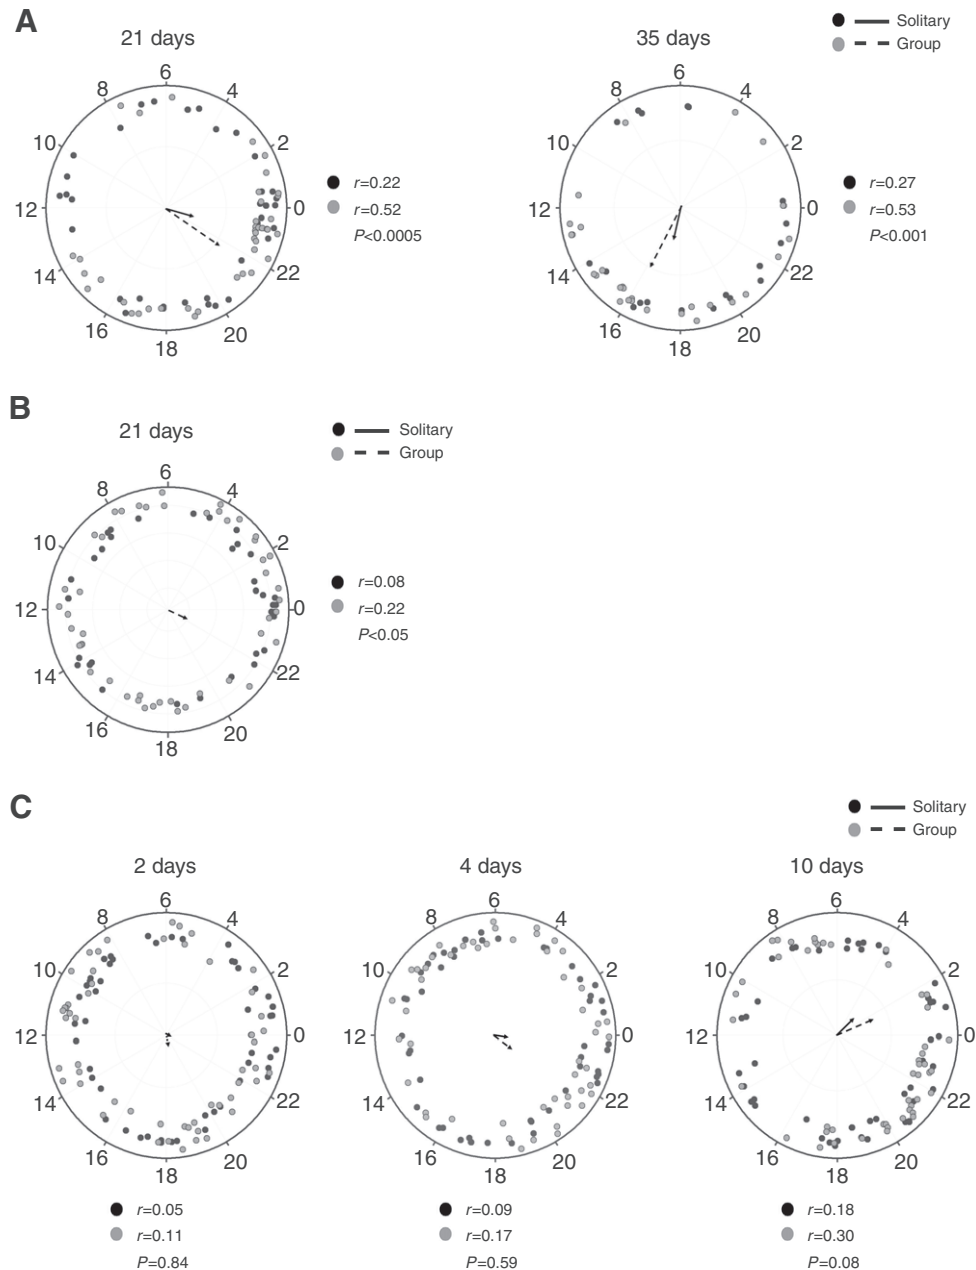 A
21 days
35 days
Solitary
Group
6
4
2
0
22
20
18
16
14
12
10
8
r=0.22
r=0.52
P<0.0005
6
4
2
0
22
20
18
16
14
12
10
8
r=0.27
r=0.53
P<0.001
B
21 days
Solitary
Group
6
4
2
0
22
20
18
16
14
12
10
8
r=0.08
r=0.22
P<0.05
C
Solitary
Group
2 days
4 days
10 days
6
4
2
0
22
20
18
16
14
12
10
8
r=0.05
r=0.11
P=0.84
6
4
2
0
22
20
18
16
14
12
10
8
r=0.09
r=0.17
P=0.59
6
4
2
0
22
20
18
16
14
12
10
8
r=0.18
r=0.30
P=0.08